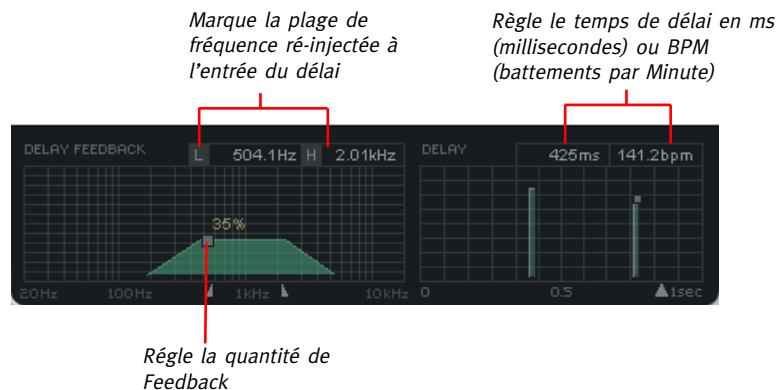 Marque la plage de
fréquence ré-injectée à
l'entrée du délai
Règle le temps de délai en ms
(millisecondes) ou BPM
(battements par Minute)
DELAY FEEDBACK L 504.1Hz H 2.01kHz
DELAY 425ms 141.2bpm
35%
20Hz 100Hz 1kHz 10kHz
0 0.5 1sec
Régle la quantité de
Feedback